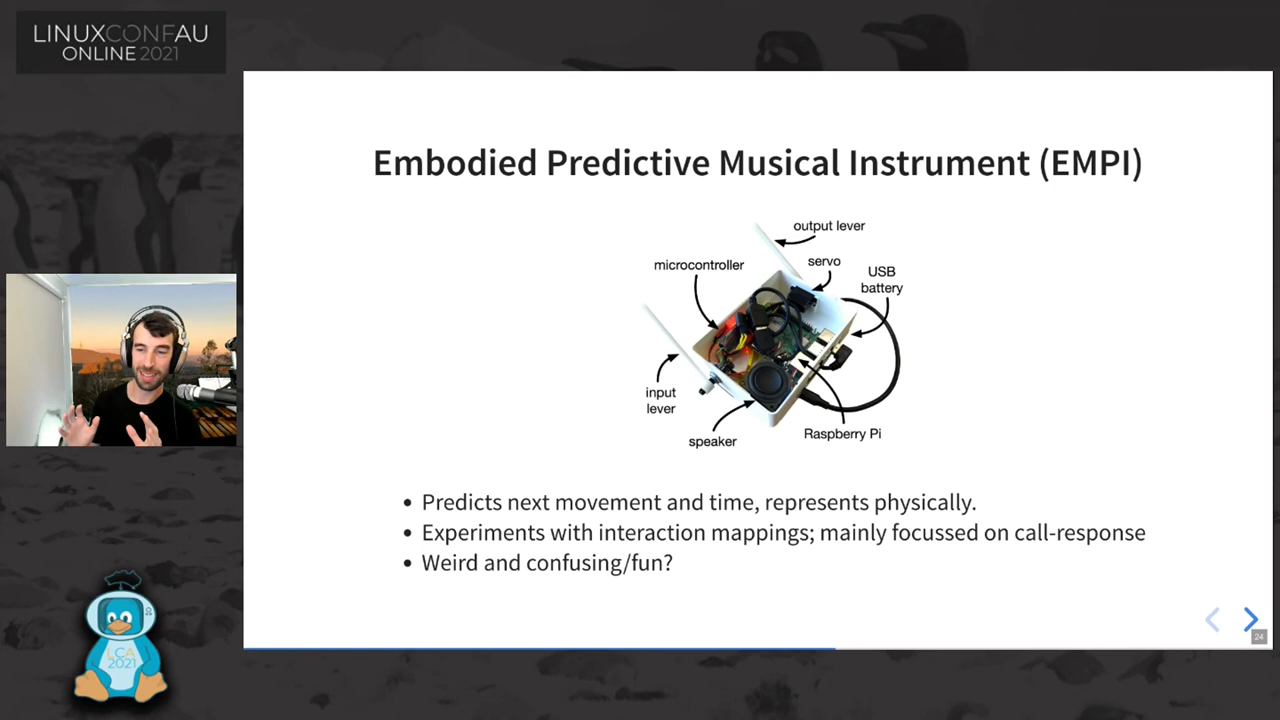 LINUXCONFAU
ONLINE 2021
Embodied Predictive Musical Instrument (EMPI)
output lever
microcontroller
servo
USB
battery
input
lever
speaker
Raspberry Pi
• Predicts next movement and time, represents physically.
• Experiments with interaction mappings; mainly focussed on call-response
• Weird and confusing/fun?
24
LCA
2021